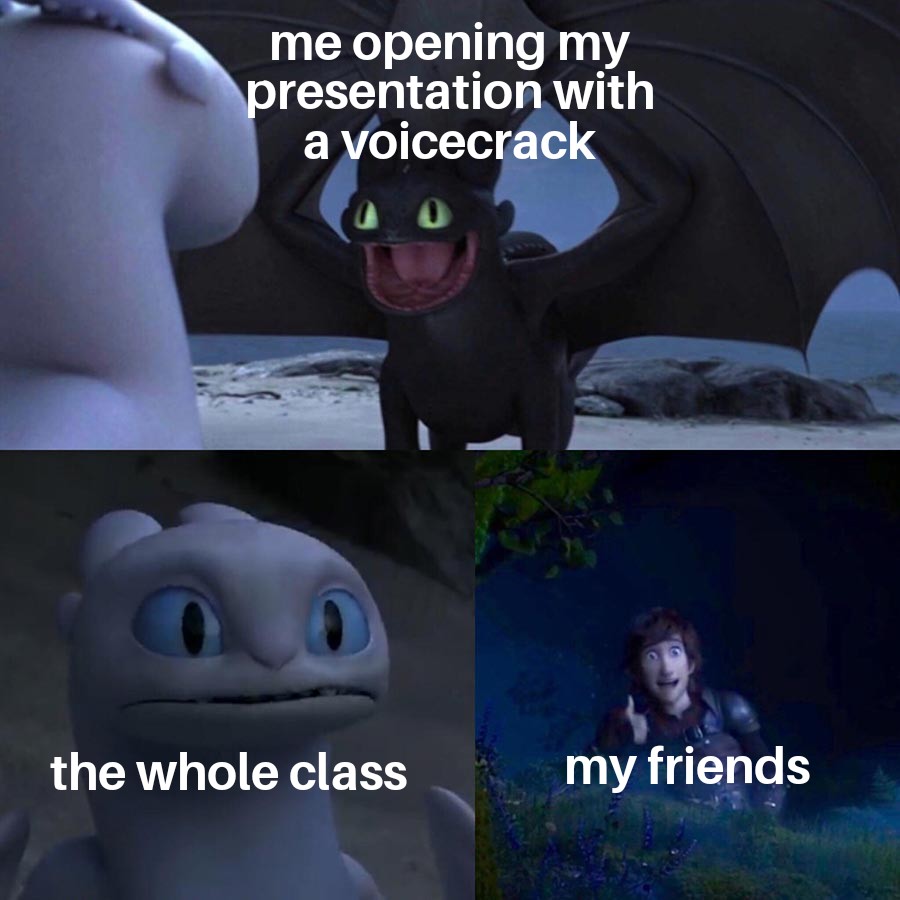 me opening my
presentation with
a voicecrack
the whole class
my friends